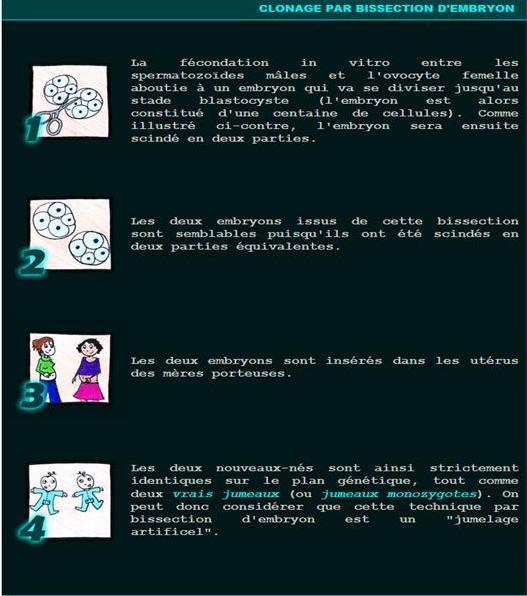 CLONAGE PAR BISSECTION D'EMBRYON
La fécondation in vitro entre les
spermatozoïdes mâles et l'ovocyte femelle
aboutie à un embryon qui va se diviser jusqu'au
stade blastocyste (l'embryon est alors
constitué d'une centaine de cellules). Comme
illustré ci-contre, l'embryon sera ensuite
scindé en deux parties.
1
Les deux embryons issus de cette bissection
sont semblables puisqu'ils ont été scindés en
deux parties équivalentes.
2
Les deux embryons sont insérés dans les utérus
des mères porteuses.
3
Les deux nouveaux-nés sont ainsi strictement
identiques sur le plan génétique, tout comme
deux vrais jumeaux (ou jumeaux monozygotes). On
peut donc considérer que cette technique par
bissection d'embryon est un "jumelage
artificel".
4